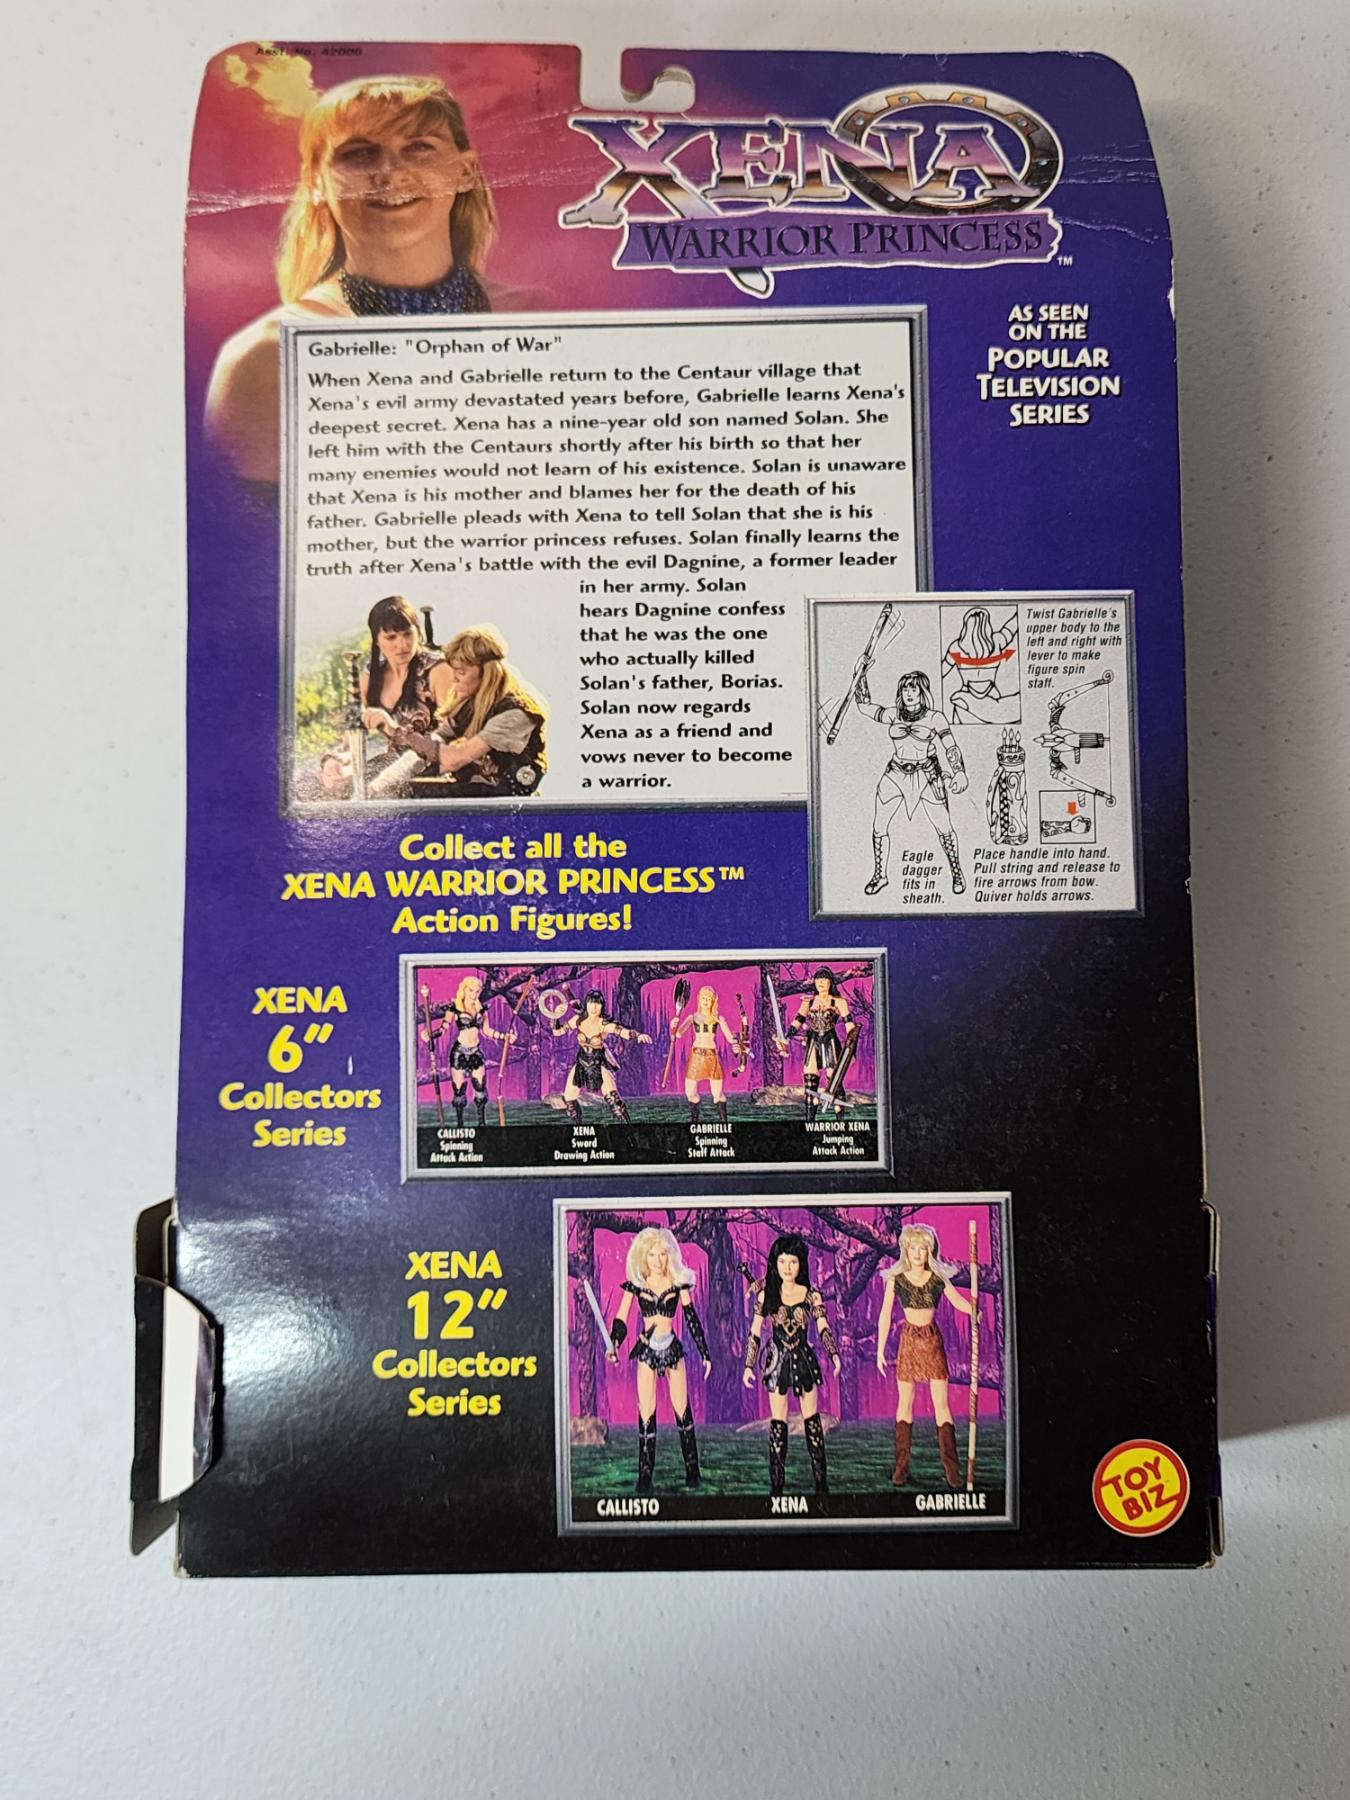 Asst. No. 42000
XENA
WARRIOR PRINCESS™
AS SEEN
ON THE
POPULAR
TELEVISION
SERIES
Gabrielle: "Orphan of War"
When Xena and Gabrielle return to the Centaur village that
Xena's evil army devastated years before, Gabrielle learns Xena's
deepest secret. Xena has a nine-year old son named Solan. She
left him with the Centaurs shortly after his birth so that her
many enemies would not learn of his existence. Solan is unaware
that Xena is his mother and blames her for the death of his
father. Gabrielle pleads with Xena to tell Solan that she is his
mother, but the warrior princess refuses. Solan finally learns the
truth after Xena's battle with the evil Dagnine, a former leader
in her army. Solan
hears Dagnine confess
that he was the one
who actually killed
Solan's father, Borias.
Solan now regards
Xena as a friend and
vows never to become
a warrior.
Twist Gabrielle's
upper body to the
left and right with
lever to make
figure spin
staff.
Eagle
dagger
fits in
sheath.
Place handle into hand.
Pull string and release to
fire arrows from bow.
Quiver holds arrows.
Collect all the
XENA WARRIOR PRINCESS™
Action Figures!
XENA
6"
Collectors
Series
CALLISTO
Spinning
Attack Action
XENA
Sword
Drawing Action
GABRIELLE
Spinning
Staff Attack
WARRIOR XENA
Jumping
Attack Action
XENA
12"
Collectors
Series
CALLISTO
XENA
GABRIELLE
TOY
BIZ